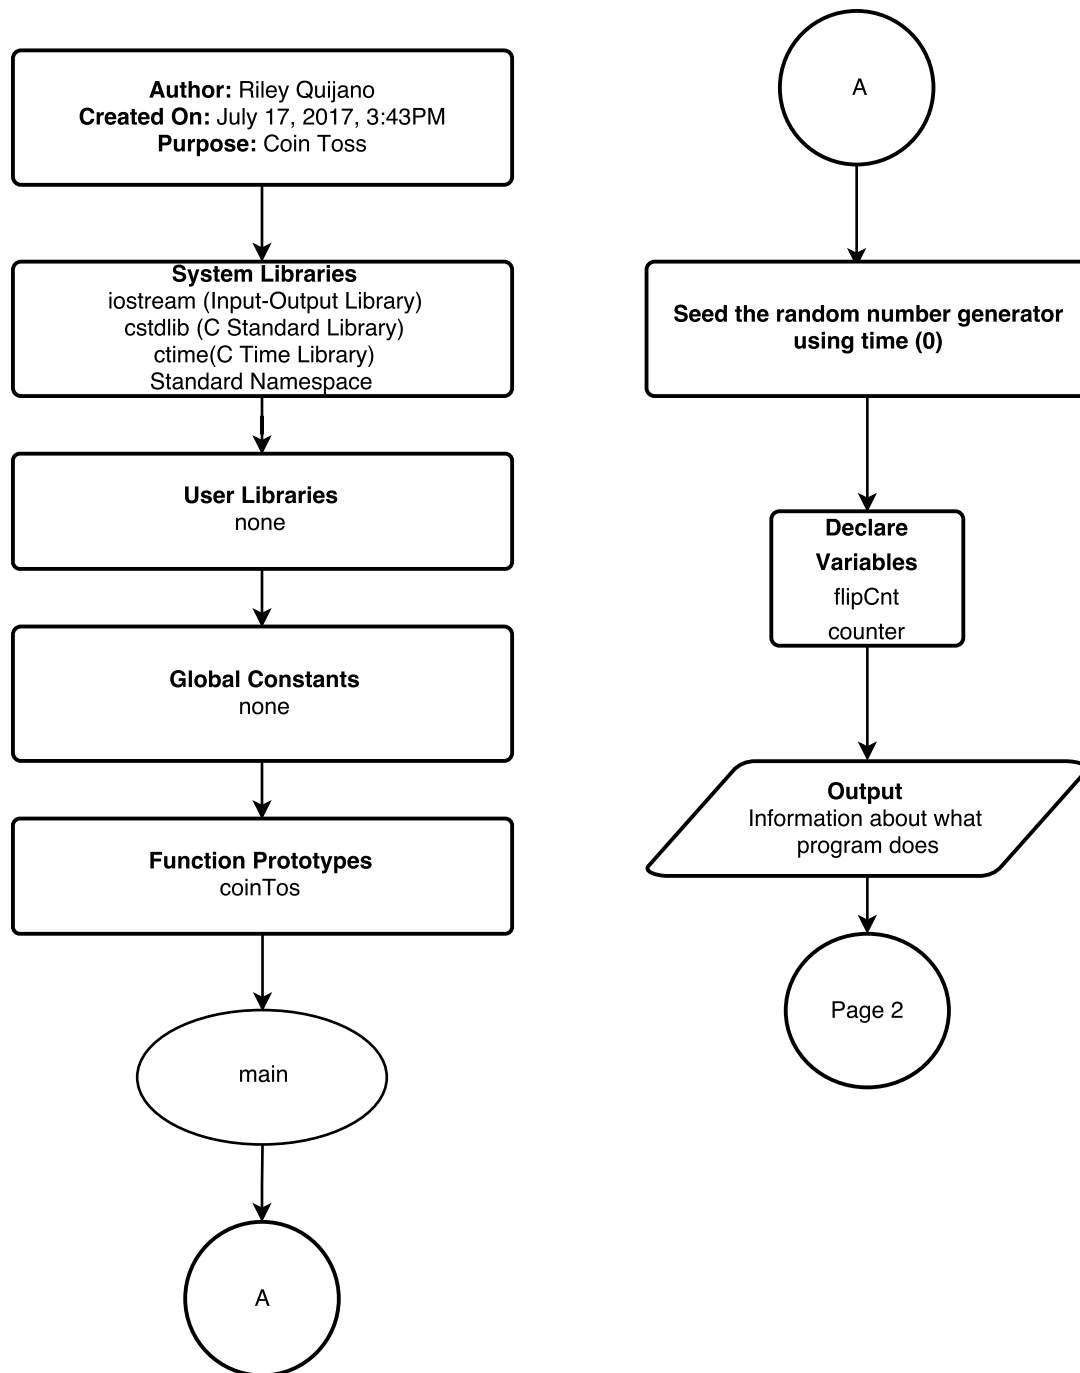 Author: Riley Quijano
Created On: July 17, 2017, 3:43PM
Purpose: Coin Toss
System Libraries
iostream (Input-Output Library)
cstdlib (C Standard Library)
ctime(C Time Library)
Standard Namespace
User Libraries
none
Global Constants
none
Function Prototypes
coinTos
main
A
A
Seed the random number generator
using time (0)
Declare
Variables
flipCnt
counter
Output
Information about what
program does
Page 2